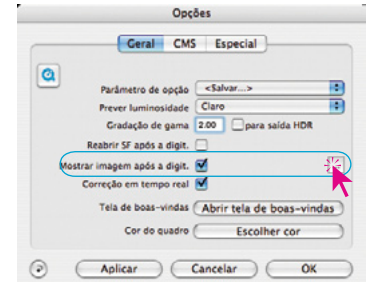 Opções
Geral CMS Especial
Parâmetro de opção <Salvar...>
Prever luminosidade Claro
Gradação de gama 2.00 para saída HDR
Reabrir SF após a digit.
Mostrar imagem após a digit.
Correção em tempo real
Tela de boas-vindas Abrir tela de boas-vindas
Cor do quadro Escolher cor
Aplicar Cancelar OK